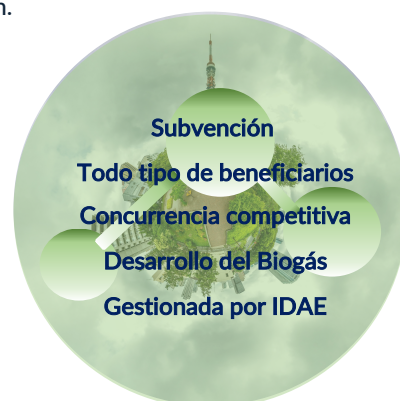 n.
Subvención
Todo tipo de beneficiarios
Concurrencia competitiva
Desarrollo del Biogás
Gestionada por IDAE